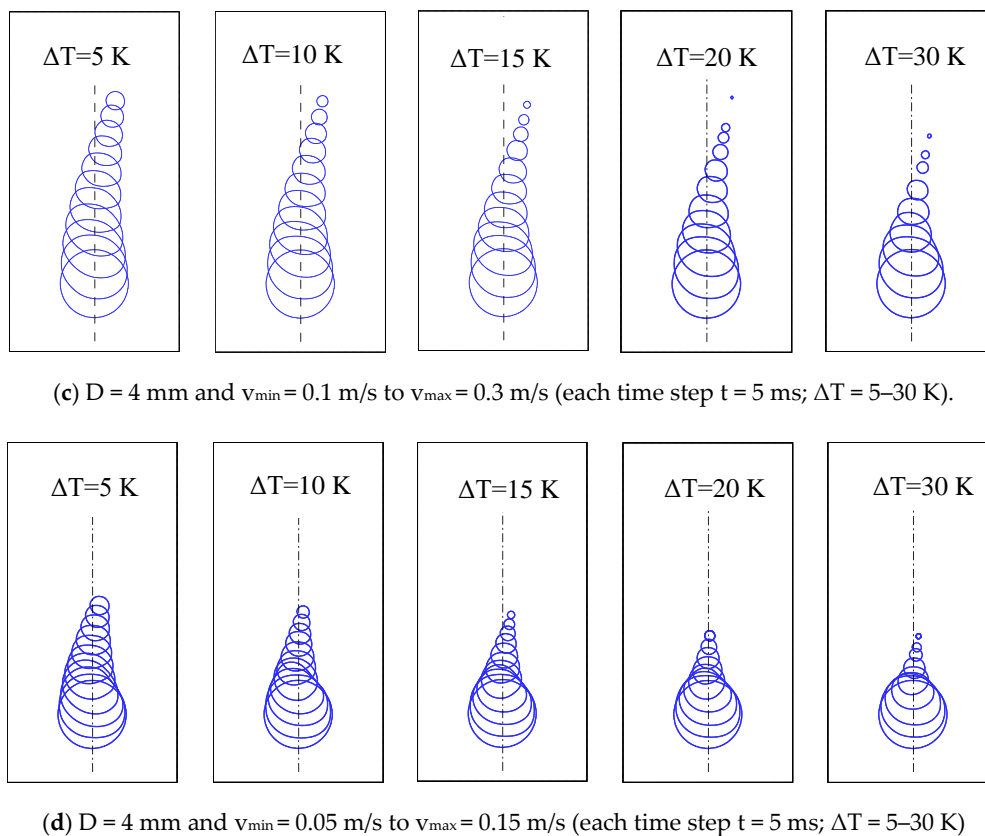 ΔT=5 K ΔT=10 K ΔT=15 K ΔT=20 K ΔT=30 K
(c) D = 4 mm and vmin = 0.1 m/s to vmax = 0.3 m/s (each time step t = 5 ms; ΔT = 5–30 K).
ΔT=5 K ΔT=10 K ΔT=15 K ΔT=20 K ΔT=30 K
(d) D = 4 mm and vmin = 0.05 m/s to vmax = 0.15 m/s (each time step t = 5 ms; ΔT = 5–30 K)